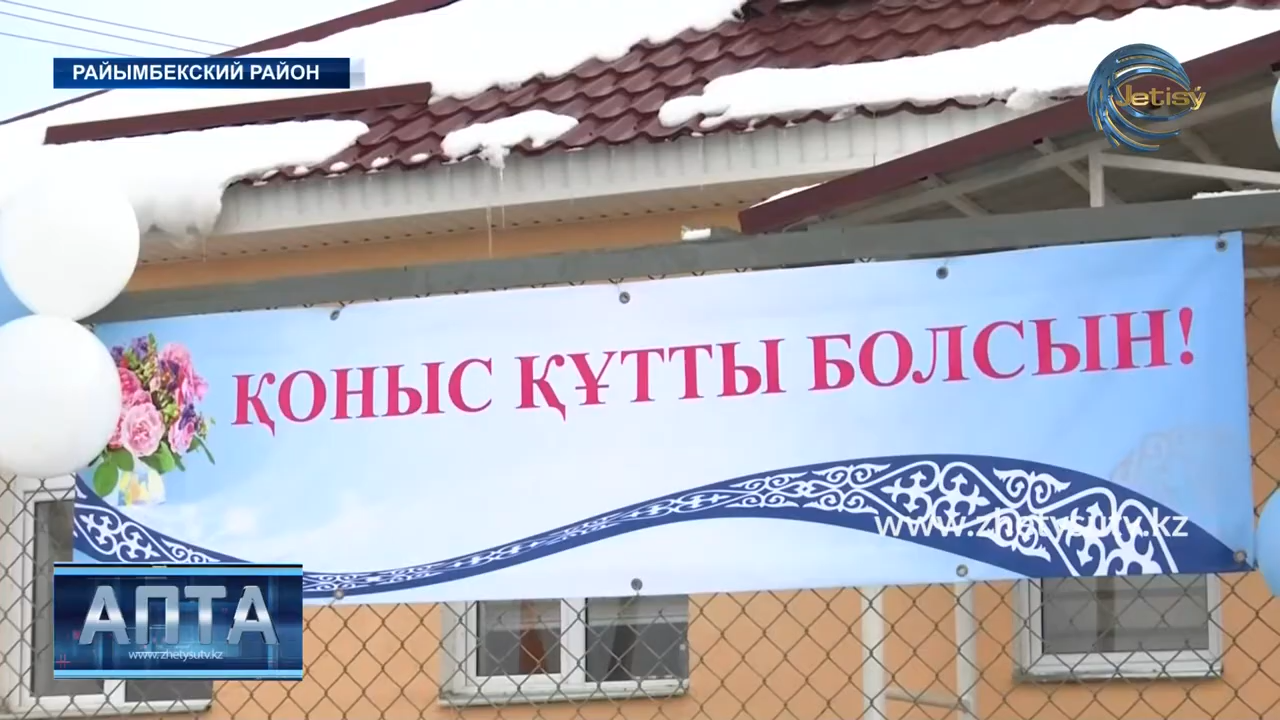 РАЙЫМБЕКСКИЙ РАЙОН
Jetisý
ҚОНЫС ҚҰТТЫ БОЛСЫН!
www.zhetysutv.kz
АПТА
www.zhetysutv.kz